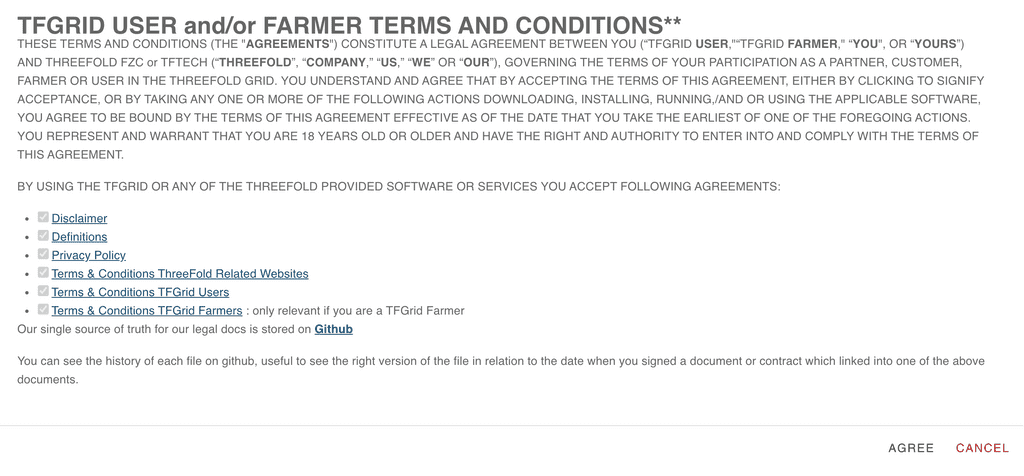 TFGRID USER and/or FARMER TERMS AND CONDITIONS**
THESE TERMS AND CONDITIONS (THE "AGREEMENTS") CONSTITUTE A LEGAL AGREEMENT BETWEEN YOU (“TFGRID USER,”“TFGRID FARMER,” “YOU”, OR “YOURS”)
AND THREEFOLD FZC or TFTECH (“THREEFOLD”, “COMPANY,” “US,” “WE” OR “OUR”), GOVERNING THE TERMS OF YOUR PARTICIPATION AS A PARTNER, CUSTOMER,
FARMER OR USER IN THE THREEFOLD GRID. YOU UNDERSTAND AND AGREE THAT BY ACCEPTING THE TERMS OF THIS AGREEMENT, EITHER BY CLICKING TO SIGNIFY
ACCEPTANCE, OR BY TAKING ANY ONE OR MORE OF THE FOLLOWING ACTIONS DOWNLOADING, INSTALLING, RUNNING,/AND OR USING THE APPLICABLE SOFTWARE,
YOU AGREE TO BE BOUND BY THE TERMS OF THIS AGREEMENT EFFECTIVE AS OF THE DATE THAT YOU TAKE THE EARLIEST OF ONE OF THE FOREGOING ACTIONS.
YOU REPRESENT AND WARRANT THAT YOU ARE 18 YEARS OLD OR OLDER AND HAVE THE RIGHT AND AUTHORITY TO ENTER INTO AND COMPLY WITH THE TERMS OF
THIS AGREEMENT.
BY USING THE TFGRID OR ANY OF THE THREEFOLD PROVIDED SOFTWARE OR SERVICES YOU ACCEPT FOLLOWING AGREEMENTS:
Disclaimer
Definitions
Privacy Policy
Terms & Conditions ThreeFold Related Websites
Terms & Conditions TFGrid Users
Terms & Conditions TFGrid Farmers : only relevant if you are a TFGrid Farmer
Our single source of truth for our legal docs is stored on Github
You can see the history of each file on github, useful to see the right version of the file in relation to the date when you signed a document or contract which linked into one of the above
documents.
AGREE CANCEL